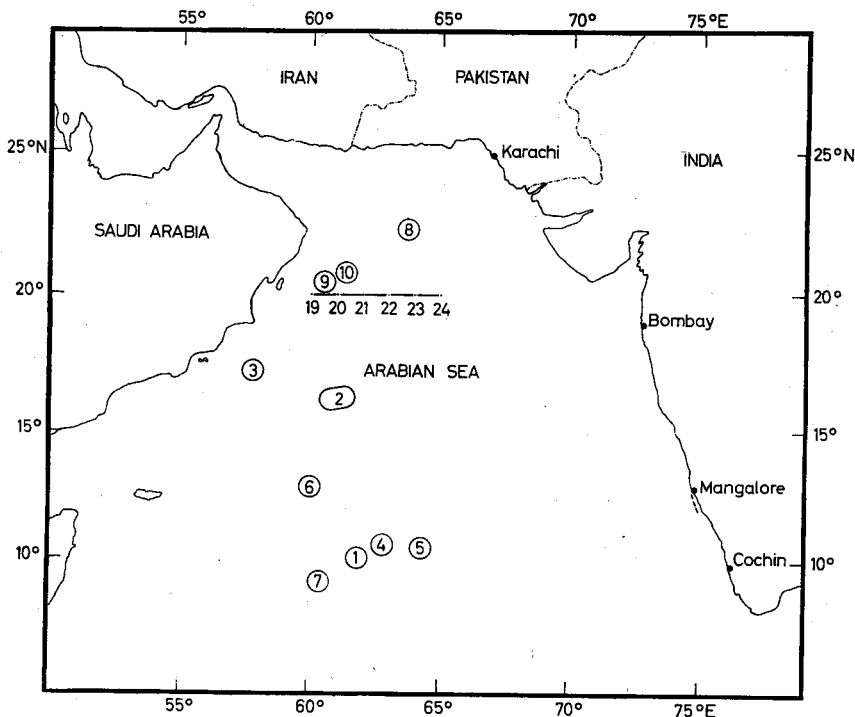 55° 60° 65° 70° 75°
IRAN PAKISTAN
25°N Karachi 25°N
INDIA
SAUDI ARABIA
8
10
9
20° 20°
19 20 21 22 23 24
Bombay
3 ARABIAN SEA
2
15° 15°
6 Mangalore
4
10° 1 5 Cochin 10°
7
55° 60° 65° 70° 75°E